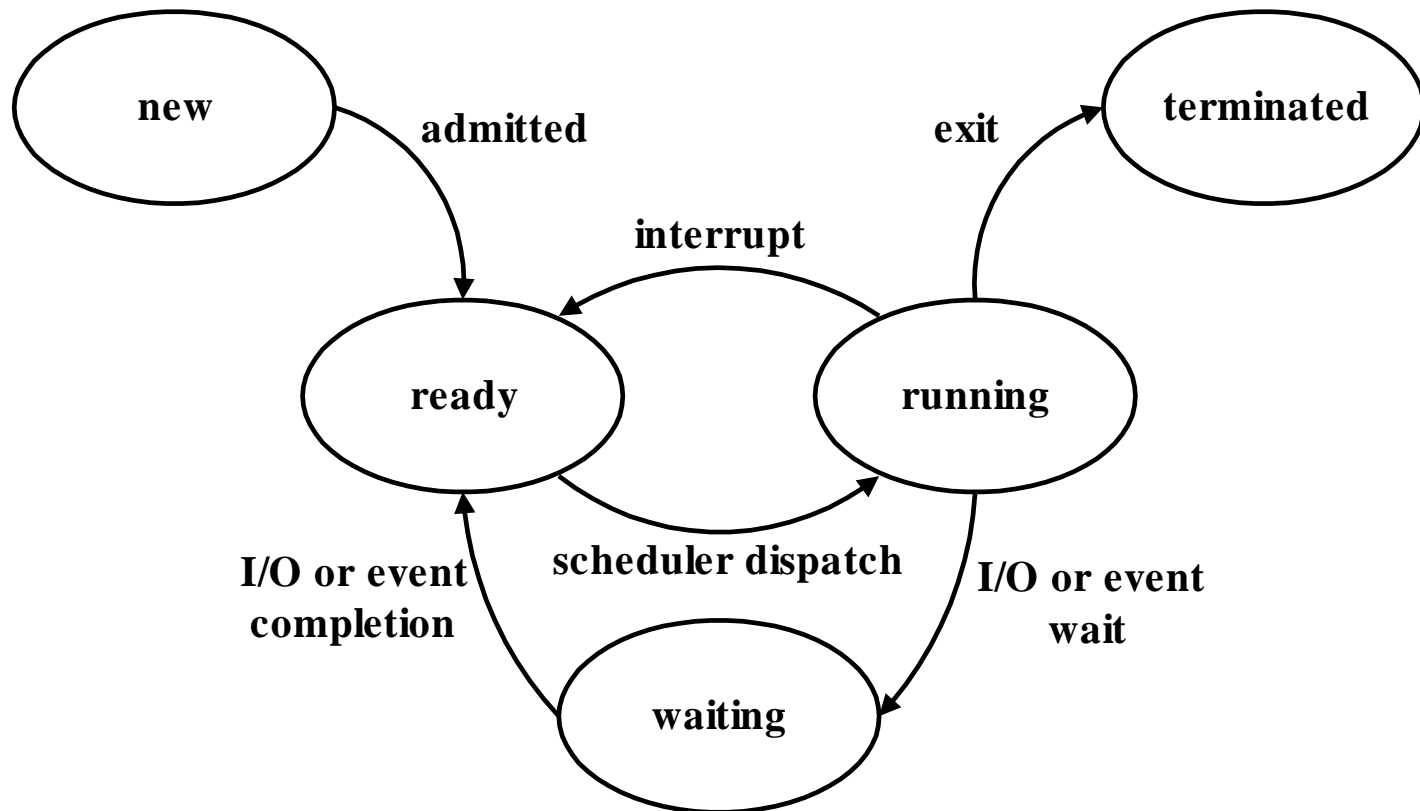 new
terminated
admitted
exit
interrupt
ready
running
scheduler dispatch
I/O or event
completion
I/O or event
wait
waiting